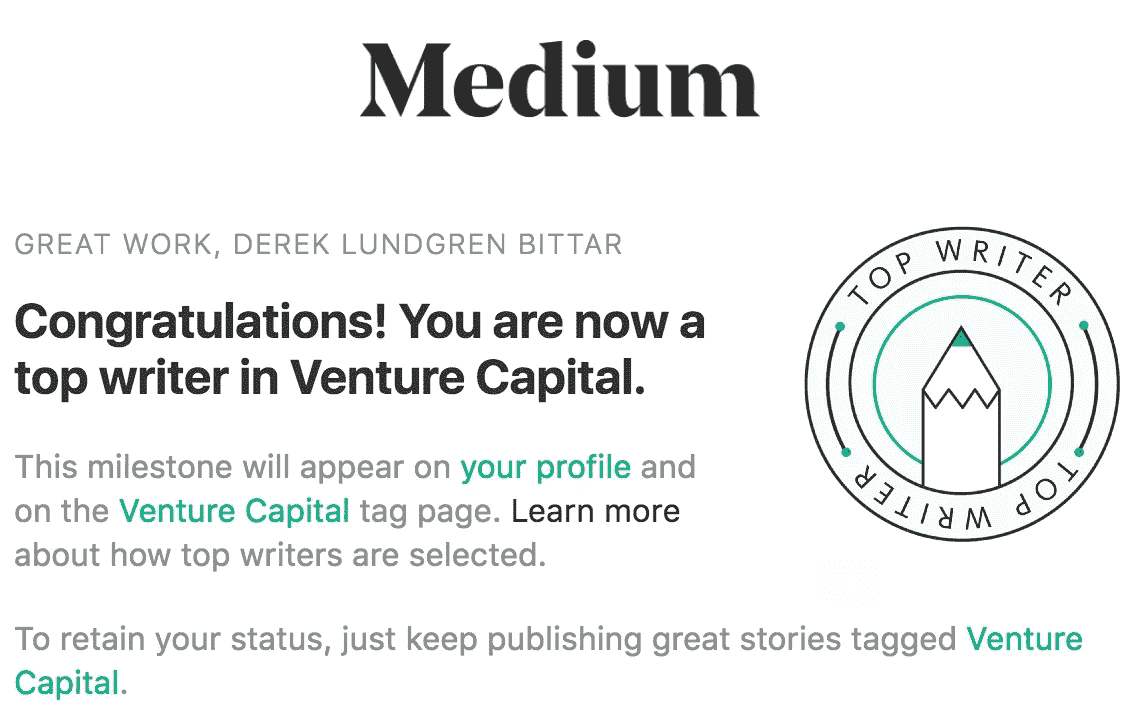 Medium
GREAT WORK, DEREK LUNDGREN BITTAR
Congratulations! You are now a
top writer in Venture Capital.
TOP WRITER
TOP WRITER
This milestone will appear on your profile and
on the Venture Capital tag page. Learn more
about how top writers are selected.
To retain your status, just keep publishing great stories tagged Venture
Capital.